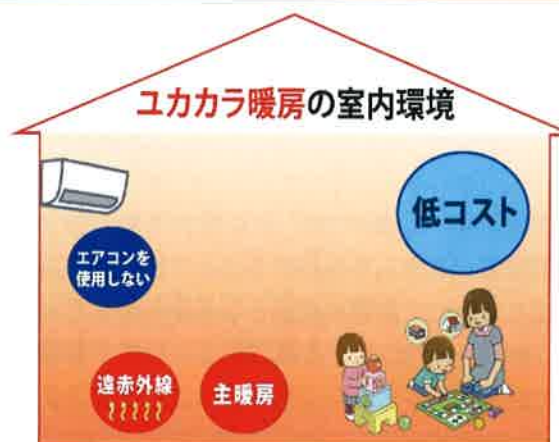 ユカカラ暖房の室内環境
低コスト
エアコンを
使用しない
遠赤外線
主暖房